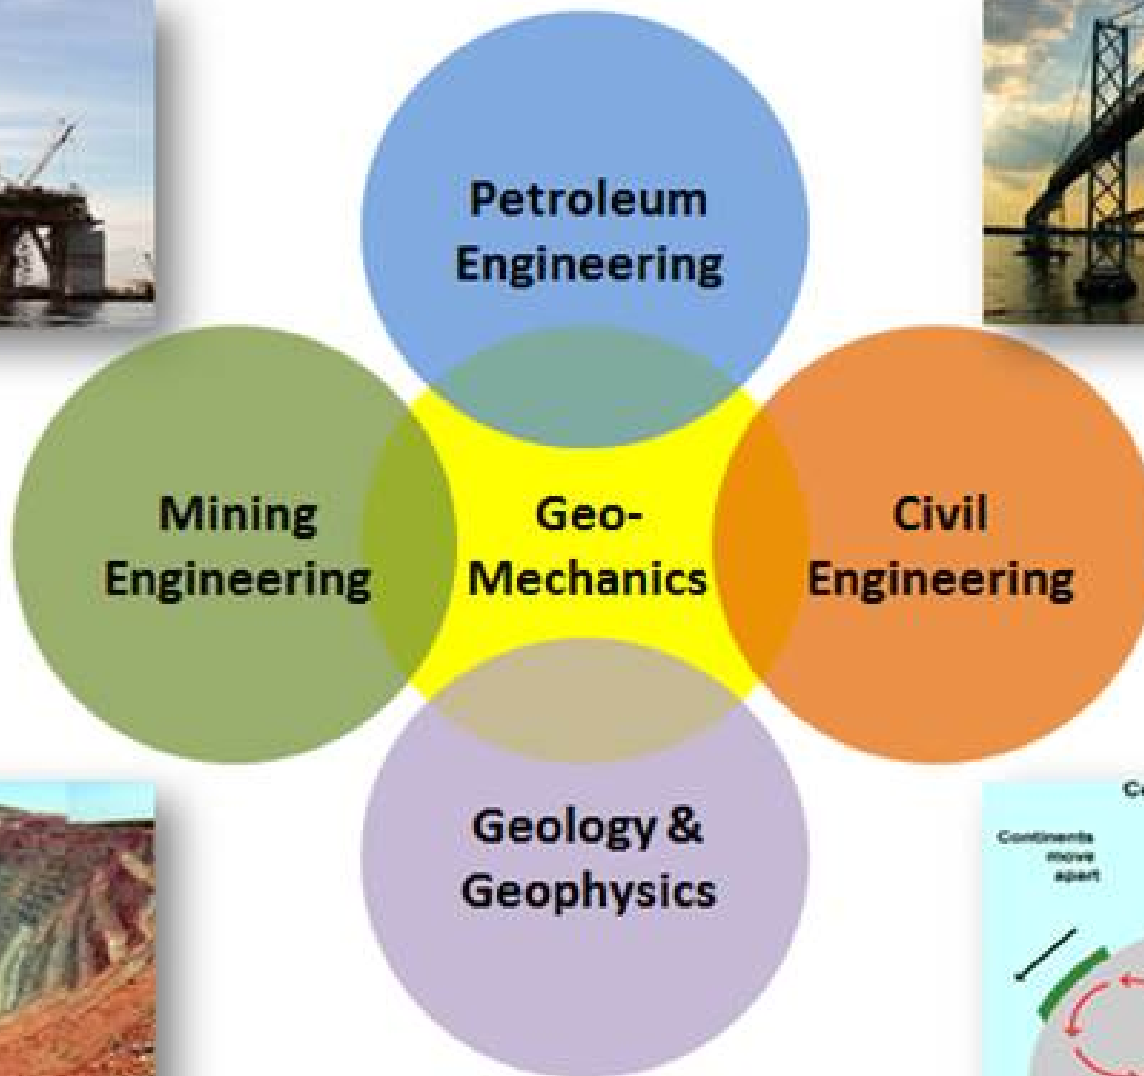 Petroleum
Engineering
Mining
Engineering
Geo-
Mechanics
Civil
Engineering
Geology &
Geophysics
Continents
move
apart